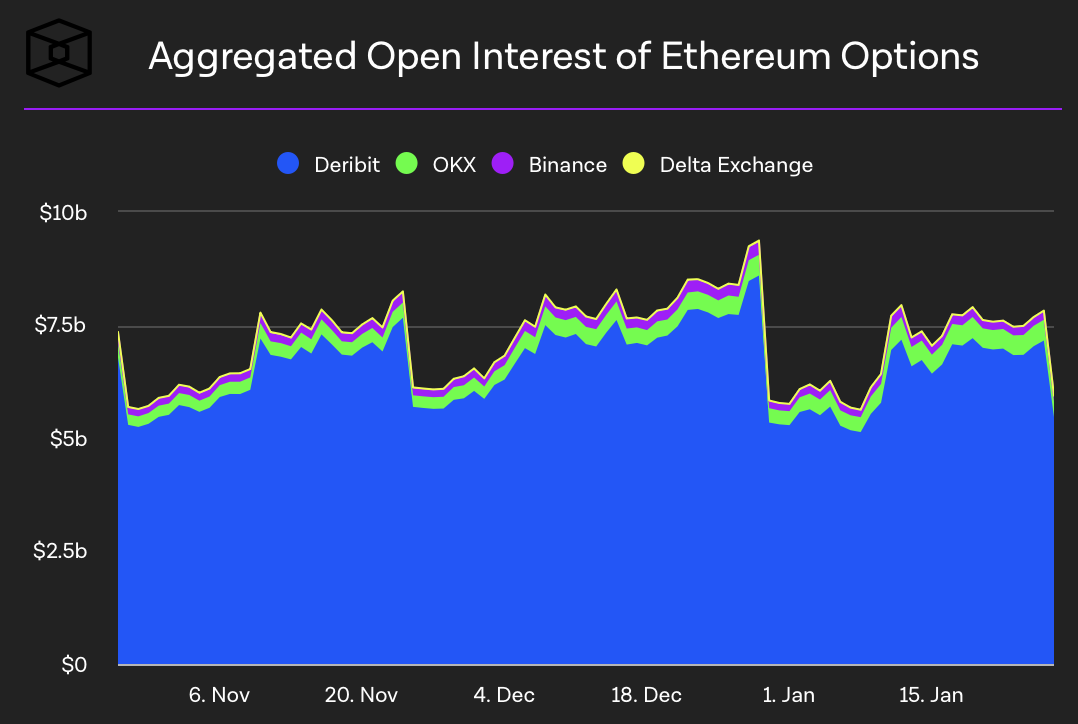 Aggregated Open Interest of Ethereum Options
Deribit OKX Binance Delta Exchange
$10b
$7.5b
$5b
$2.5b
$0
6. Nov 20. Nov 4. Dec 18. Dec 1. Jan 15. Jan